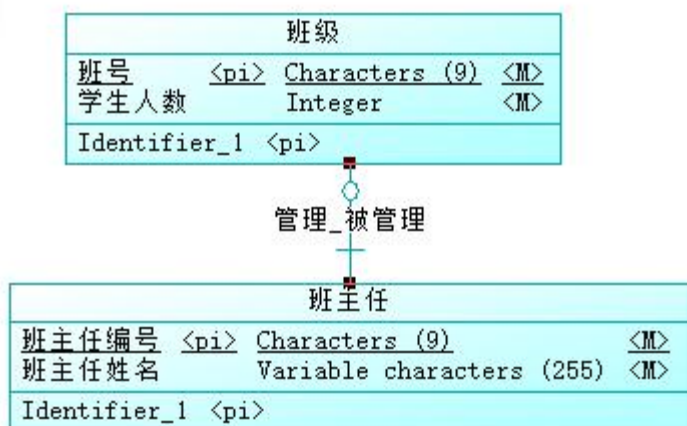 班级
班号 <pi> Characters (9) <M>
学生人数 Integer <M>
Identifier_1 <pi>
管理_被管理
班主任
班主任编号 <pi> Characters (9) <M>
班主任姓名 Variable characters (255) <M>
Identifier_1 <pi>